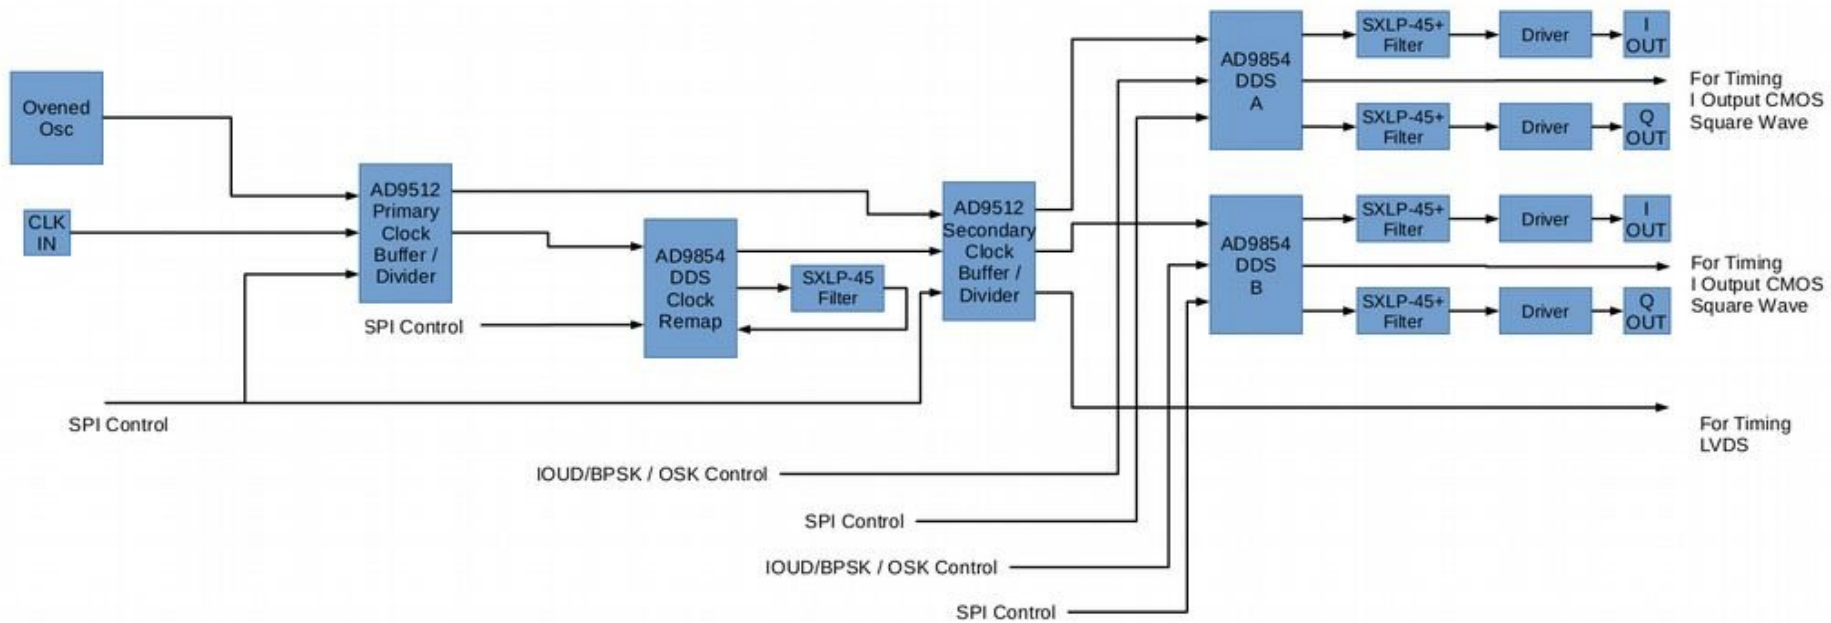 Ovened
Osc
CLK
IN
AD9512
Primary
Clock
Buffer /
Divider
SPI Control
SPI Control
AD9854
DDS
Clock
Remap
SXLP-45
Filter
AD9512
Secondary
Clock
Buffer /
Divider
IOUD/BPSK / OSK Control
SPI Control
IOUD/BPSK / OSK Control
SPI Control
AD9854
DDS
A
SXLP-45+
Filter
Driver
I
OUT
For Timing
I Output CMOS
Square Wave
SXLP-45+
Filter
Driver
Q
OUT
AD9854
DDS
B
SXLP-45+
Filter
Driver
I
OUT
For Timing
I Output CMOS
Square Wave
SXLP-45+
Filter
Driver
Q
OUT
For Timing
LVDS